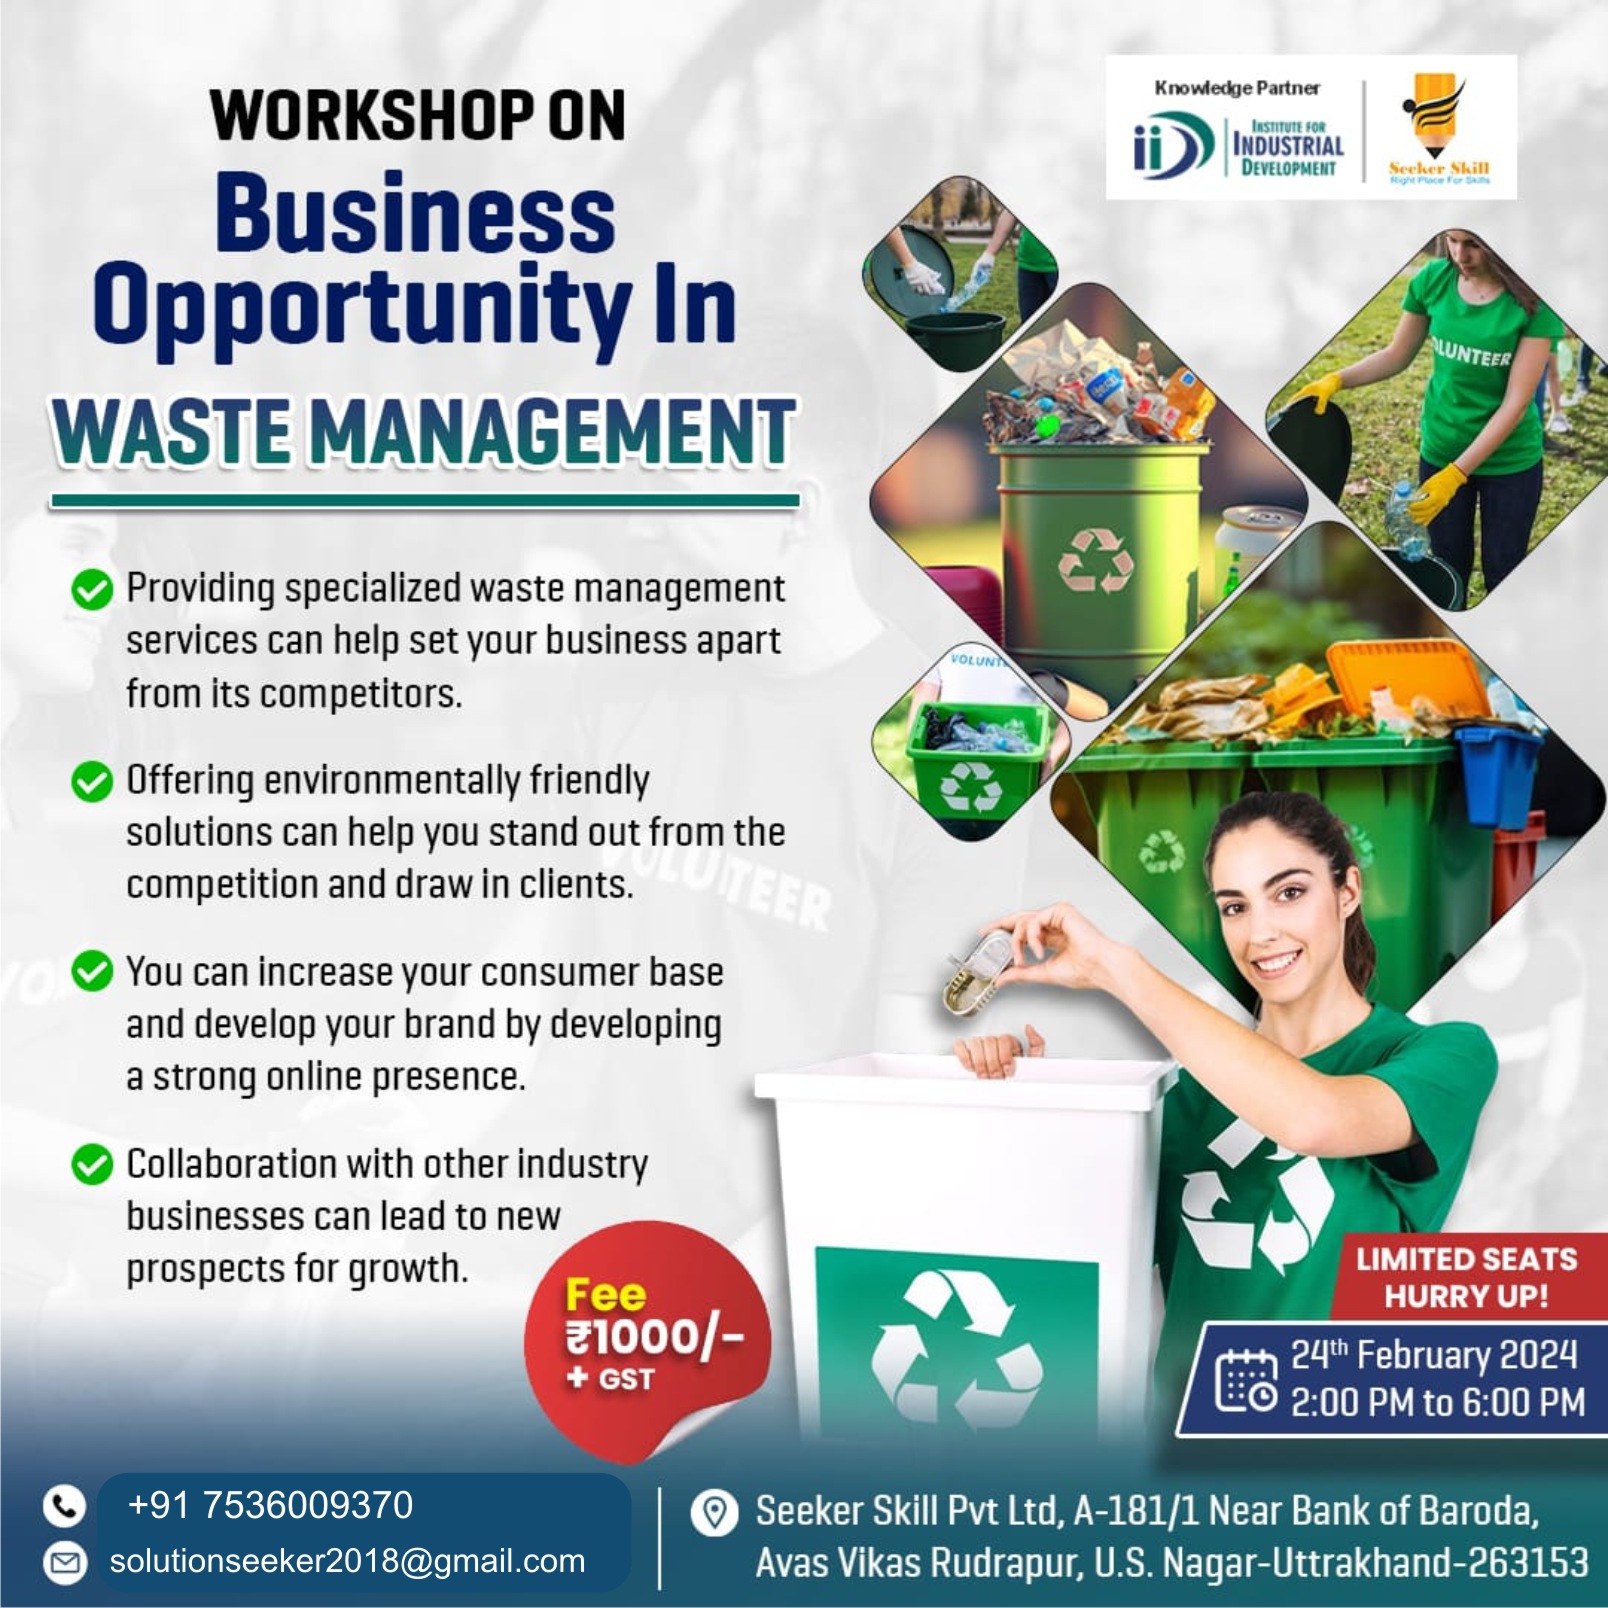 Knowledge Partner
iiD
INSTITUTE FOR
INDUSTRIAL
DEVELOPMENT
Seeker Skill
Right Place For Skills
WORKSHOP ON
Business
Opportunity In
WASTE MANAGEMENT
Providing specialized waste management
services can help set your business apart
from its competitors.
Offering environmentally friendly
solutions can help you stand out from the
competition and draw in clients.
You can increase your consumer base
and develop your brand by developing
a strong online presence.
Collaboration with other industry
businesses can lead to new
prospects for growth.
OLUNTEER
VOLUNT
VOLUTEER
VO
Fee
₹1000/-
+ GST
LIMITED SEATS
HURRY UP!
24th February 2024
2:00 PM to 6:00 PM
+91 7536009370
solutionseeker2018@gmail.com
Seeker Skill Pvt Ltd, A-181/1 Near Bank of Baroda,
Avas Vikas Rudrapur, U.S. Nagar-Uttrakhand-263153